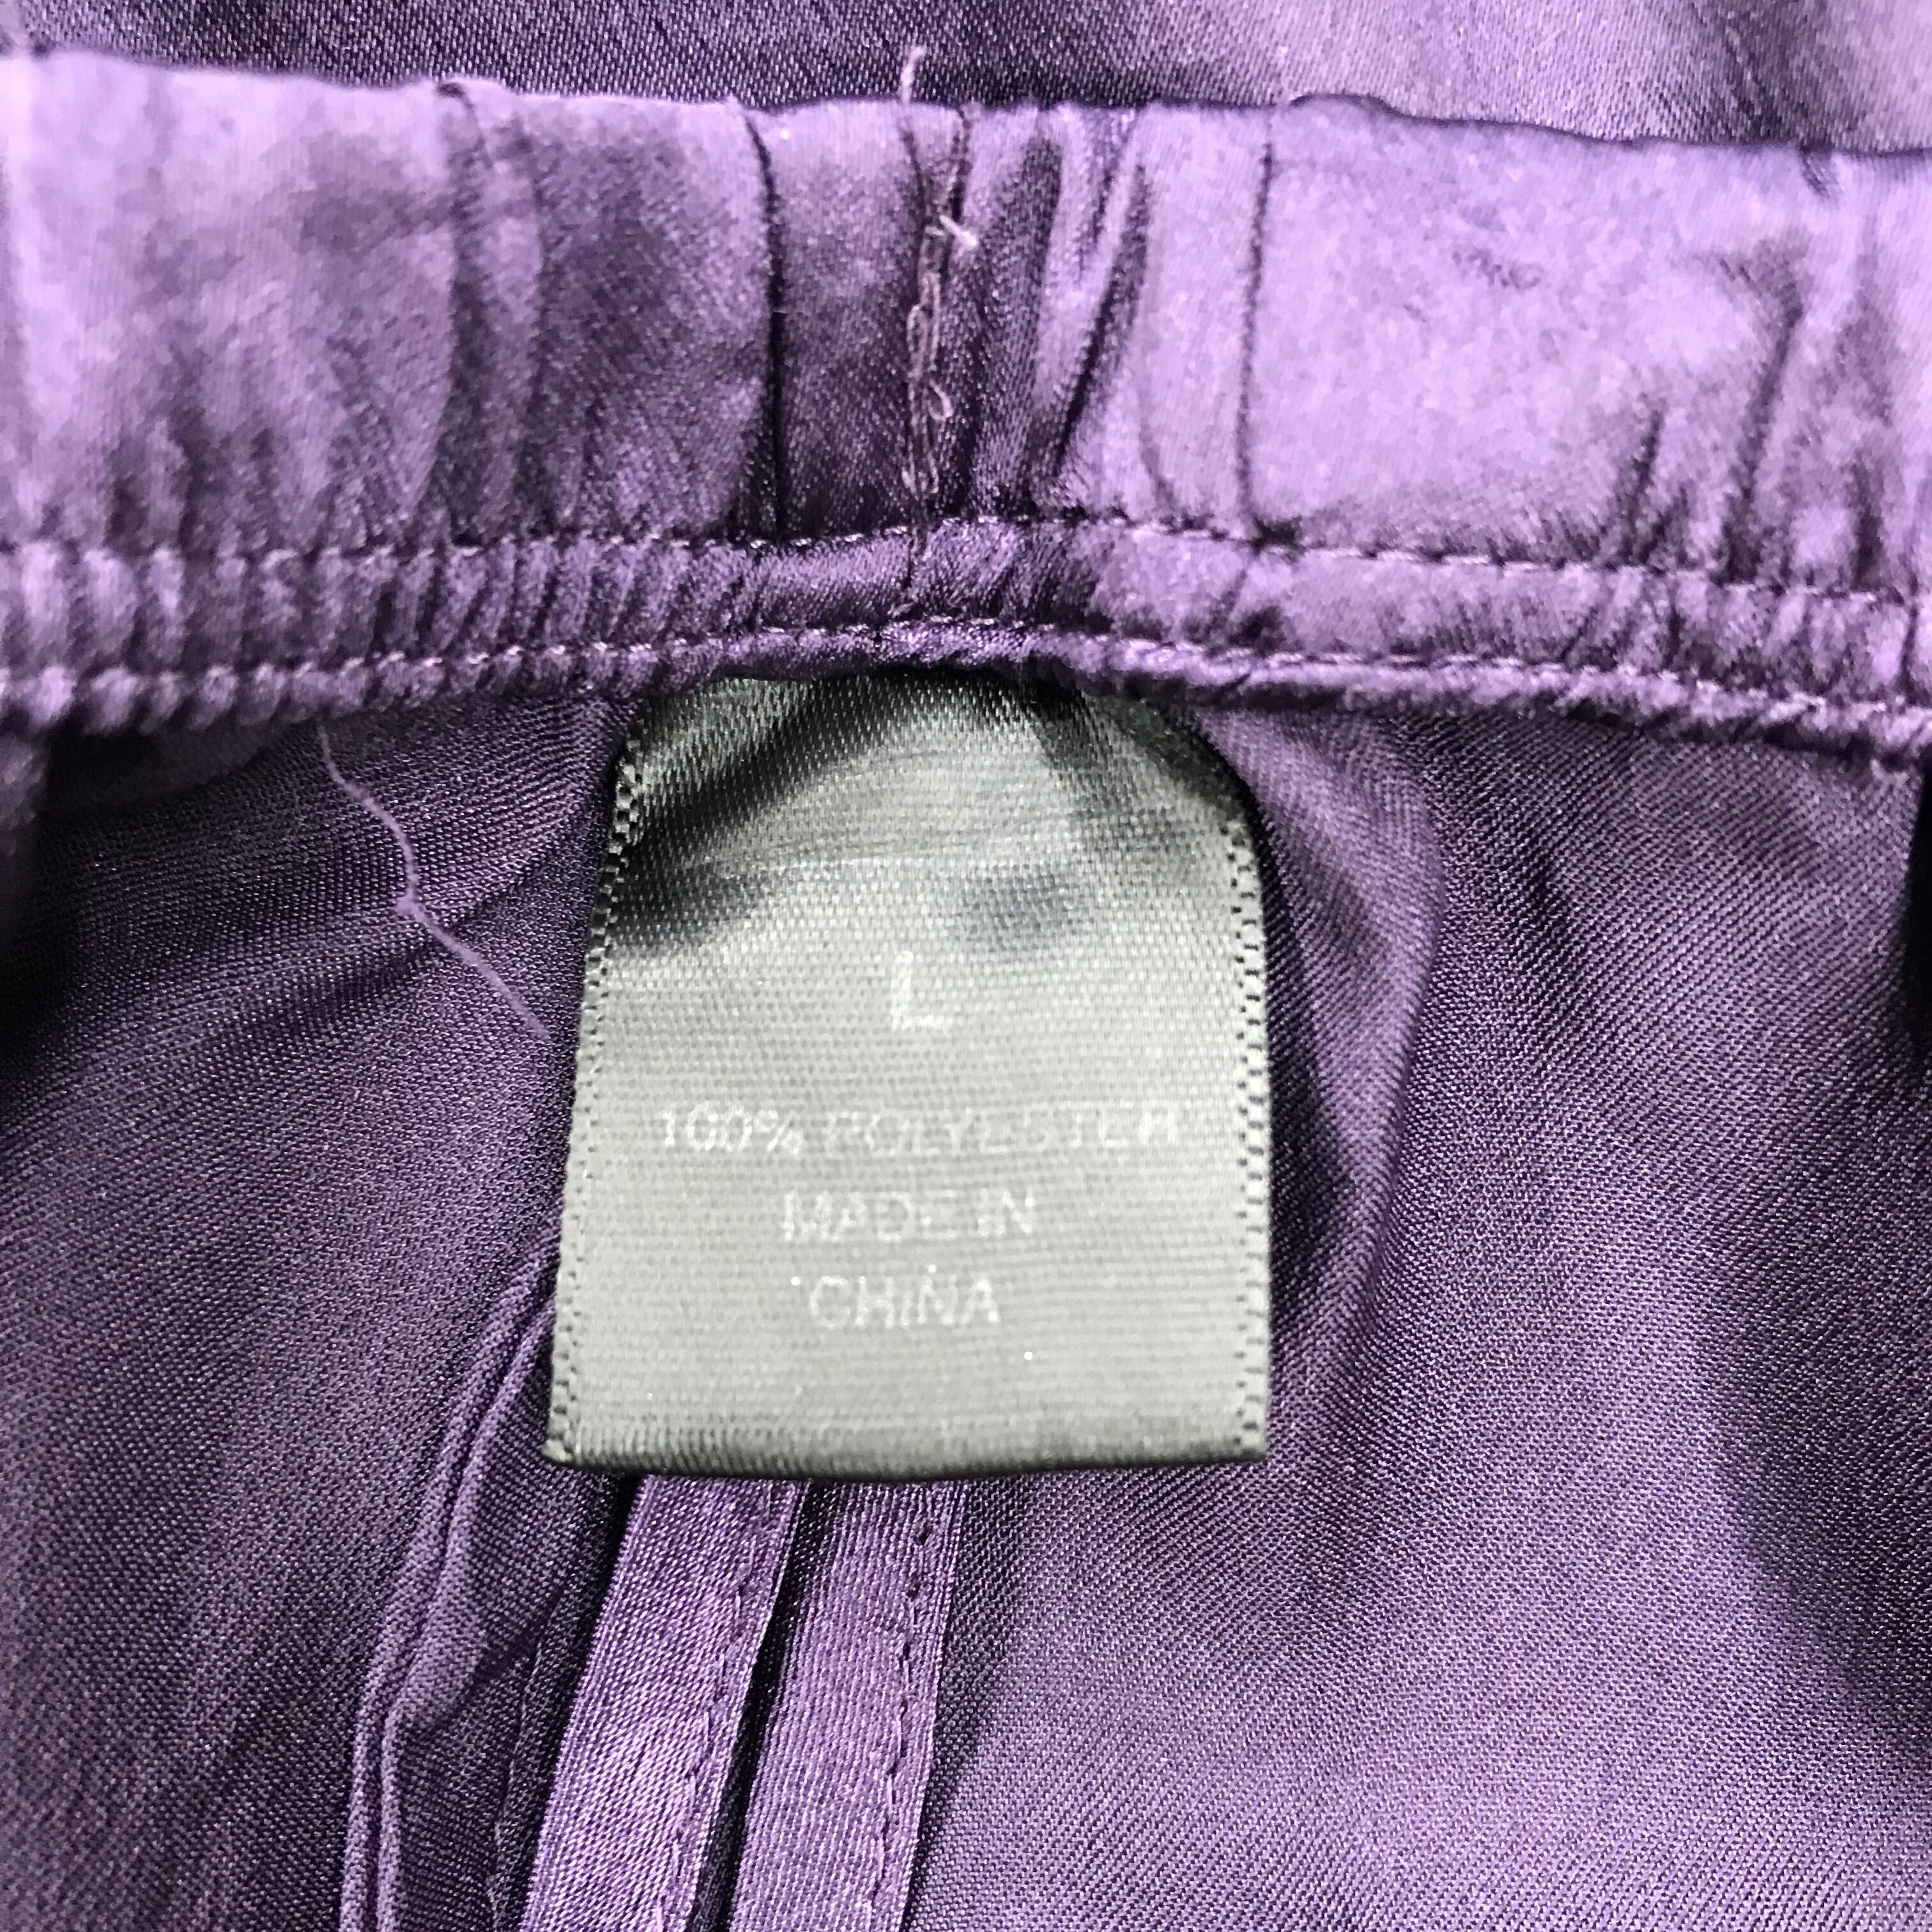 L
100% POLYESTER
MADE IN
CHINA